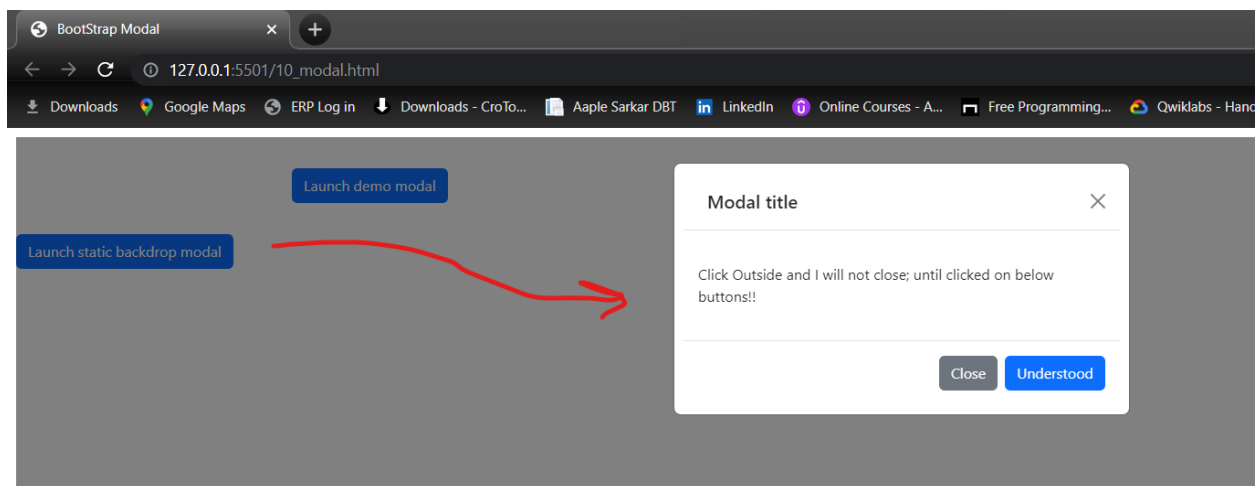 BootStrap Modal
127.0.0.1:5501/10_modal.html
Downloads Google Maps ERP Log in Downloads - CroTo... Aaple Sarkar DBT LinkedIn Online Courses - A... Free Programming... Qwiklabs - Hand
Launch demo modal
Launch static backdrop modal
Modal title
Click Outside and I will not close; until clicked on below
buttons!!
Close Understood